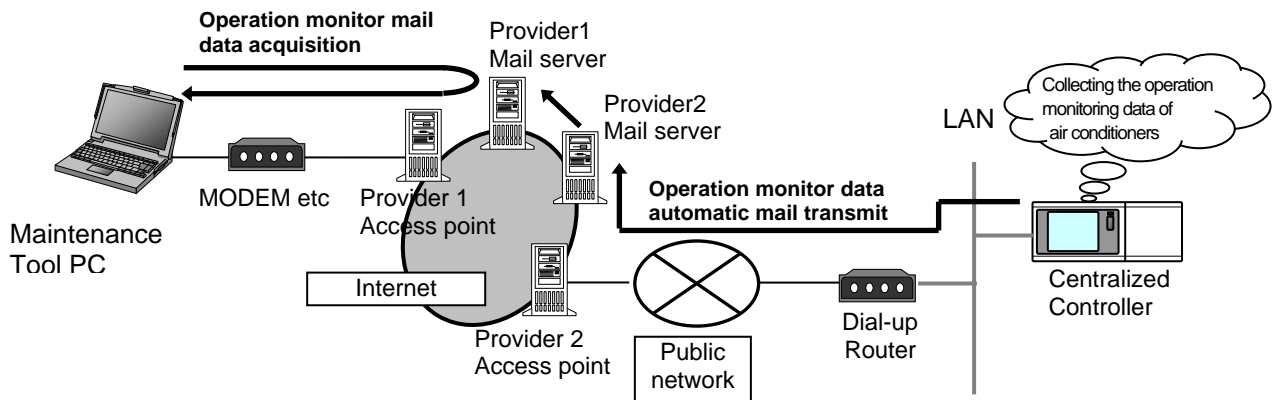 Operation monitor mail
data acquisition
Provider1
Mail server
Provider2
Mail server
LAN
Collecting the operation
monitoring data of
air conditioners
MODEM etc
Provider 1
Access point
Operation monitor data
automatic mail transmit
Maintenance
Tool PC
Internet
Centralized
Controller
Provider 2
Access point
Public
network
Dial-up
Router